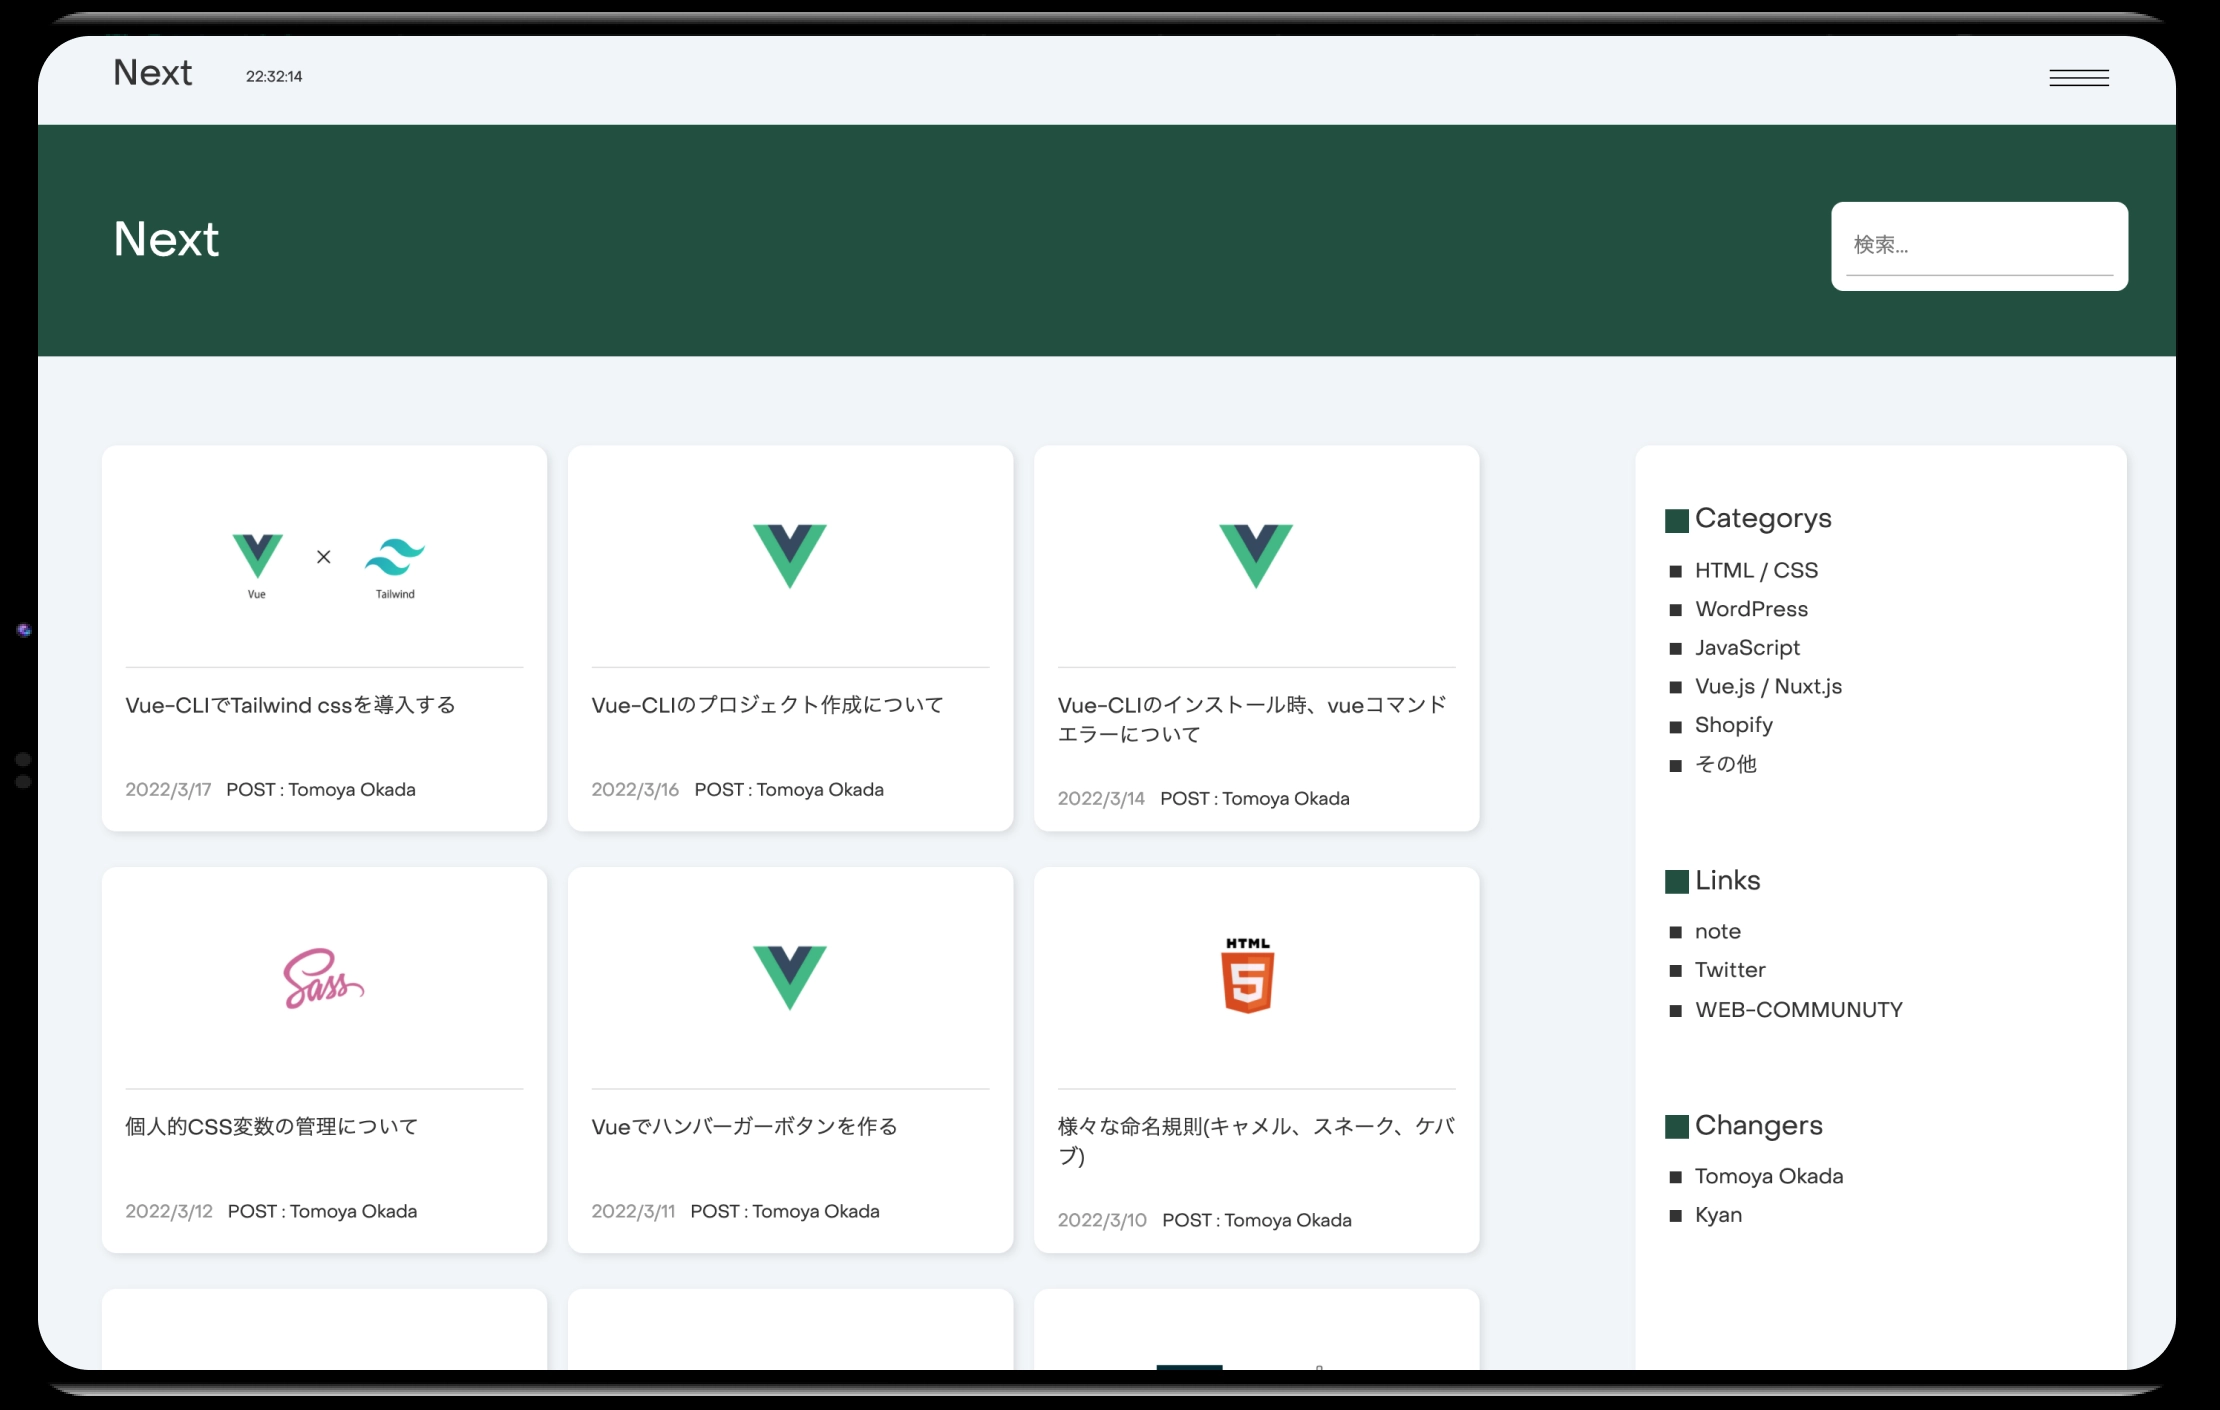 Next
22:32:14
Next
検索...
Vue
×
Tailwind
Vue-CLIでTailwind cssを導入する
2022/3/17 POST : Tomoya Okada
Vue-CLIのプロジェクト作成について
2022/3/16 POST : Tomoya Okada
Vue-CLIのインストール時、vueコマンド
エラーについて
2022/3/14 POST : Tomoya Okada
Sass
個人的CSS変数の管理について
2022/3/12 POST : Tomoya Okada
Vueでハンバーガーボタンを作る
2022/3/11 POST : Tomoya Okada
HTML
5
様々な命名規則(キャメル、スネーク、ケバ
ブ)
2022/3/10 POST : Tomoya Okada
Categorys
HTML / CSS
WordPress
JavaScript
Vue.js / Nuxt.js
Shopify
その他
Links
note
Twitter
WEB-COMMUNUTY
Changers
Tomoya Okada
Kyan